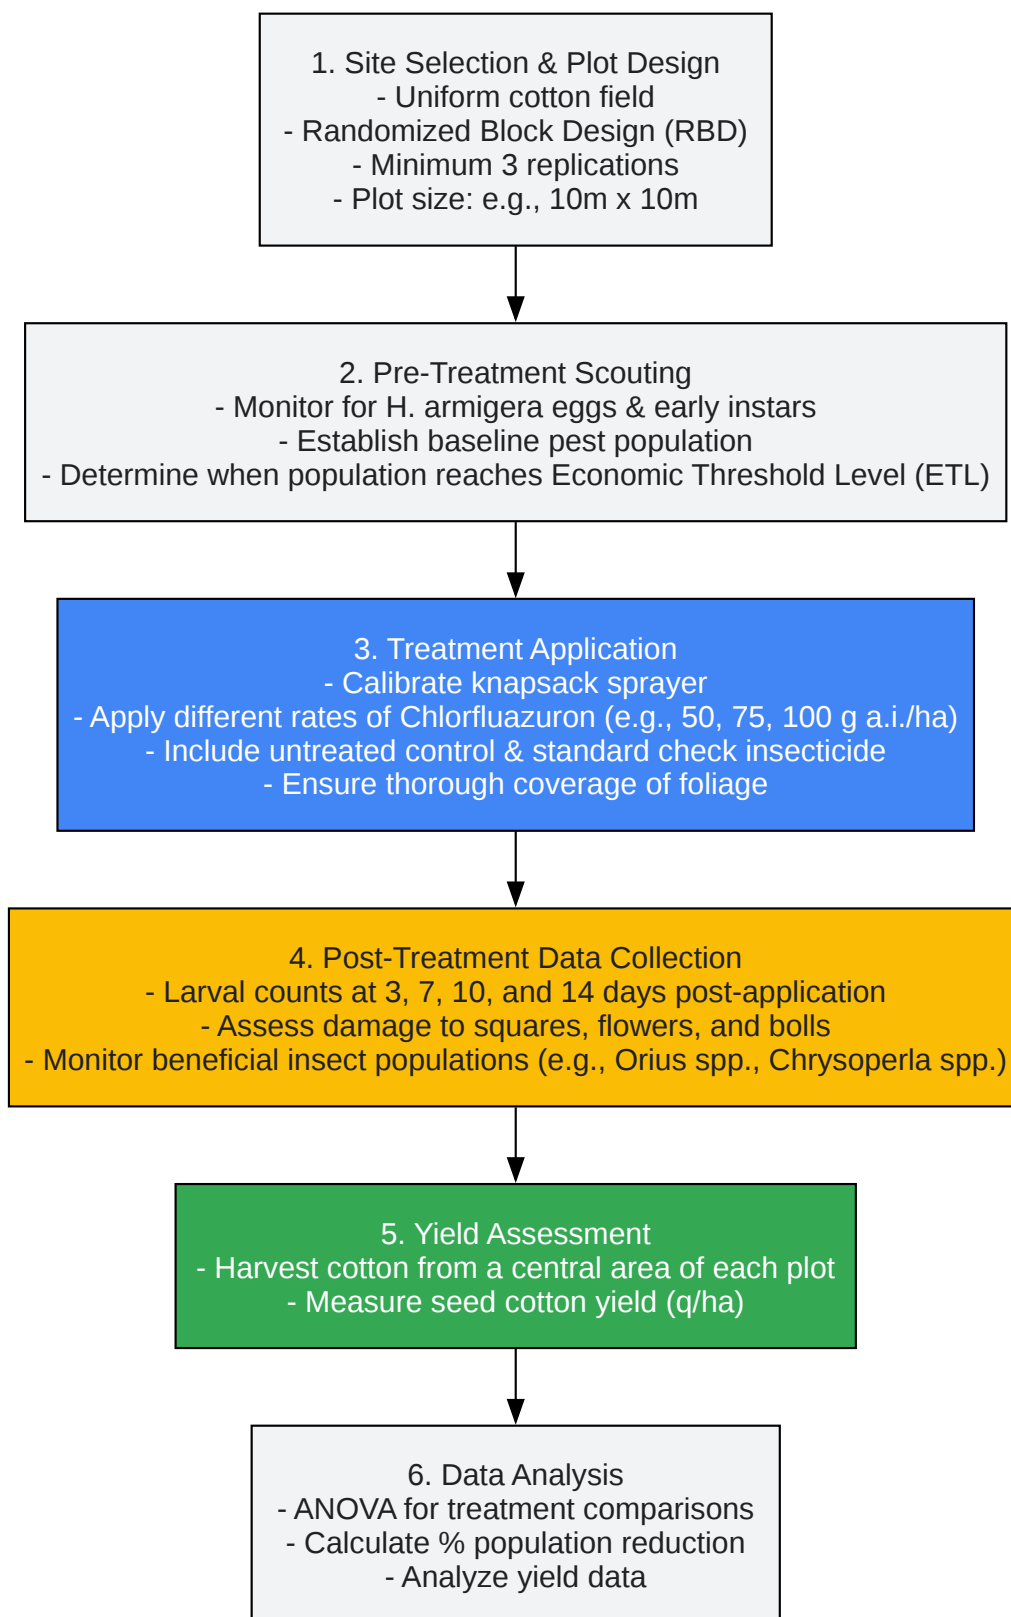 1. Site Selection & Plot Design
- Uniform cotton field
- Randomized Block Design (RBD)
- Minimum 3 replications
- Plot size: e.g., 10m x 10m
2. Pre-Treatment Scouting
- Monitor for H. armigera eggs & early instars
- Establish baseline pest population
- Determine when population reaches Economic Threshold Level (ETL)
3. Treatment Application
- Calibrate knapsack sprayer
- Apply different rates of Chlorfluazuron (e.g., 50, 75, 100 g a.i./ha)
- Include untreated control & standard check insecticide
- Ensure thorough coverage of foliage
4. Post-Treatment Data Collection
- Larval counts at 3, 7, 10, and 14 days post-application
- Assess damage to squares, flowers, and bolls
- Monitor beneficial insect populations (e.g., Orius spp., Chrysoperla spp.)
5. Yield Assessment
- Harvest cotton from a central area of each plot
- Measure seed cotton yield (q/ha)
6. Data Analysis
- ANOVA for treatment comparisons
- Calculate % population reduction
- Analyze yield data